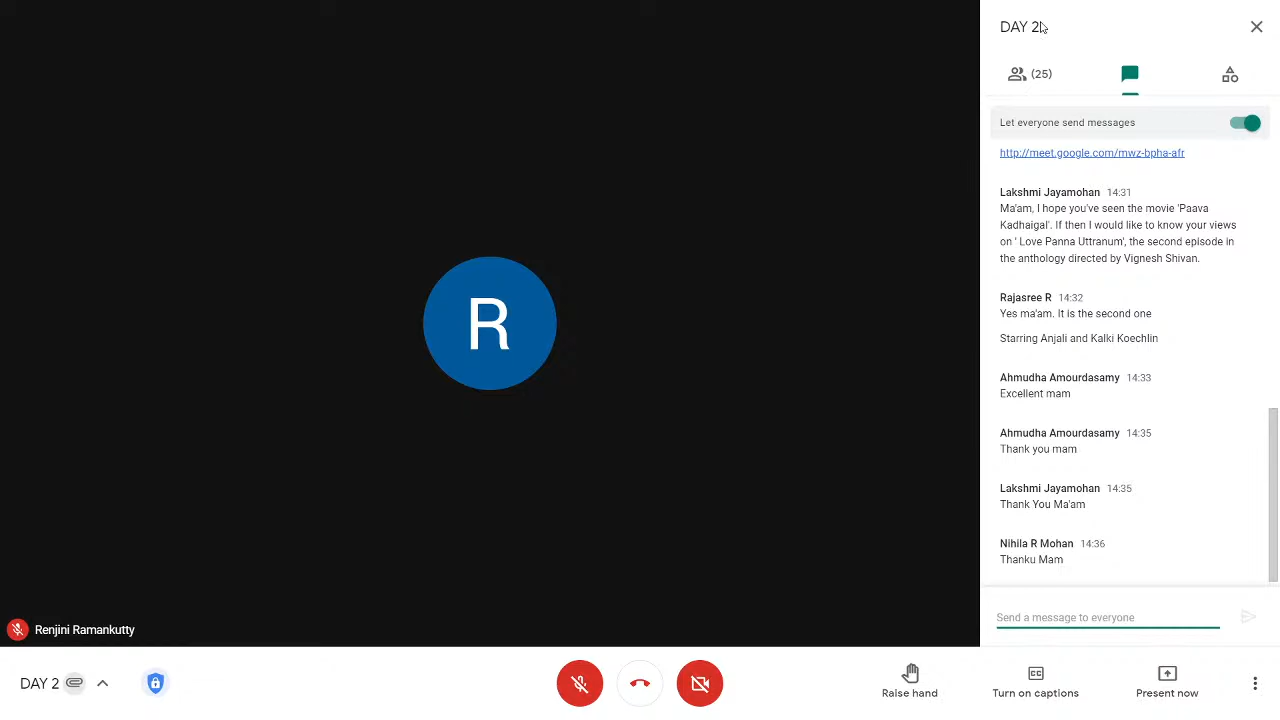 DAY 2
(25)
Let everyone send messages
http://meet.google.com/mwz-bpha-afr
Lakshmi Jayamohan 14:31
Ma'am, I hope you've seen the movie 'Paava
Kadhaigal'. If then I would like to know your views
on ' Love Panna Uttranum', the second episode in
the anthology directed by Vignesh Shivan.
Rajasree R 14:32
Yes ma'am. It is the second one
Starring Anjali and Kalki Koechlin
Ahmudha Amourdasamy 14:33
Excellent mam
Ahmudha Amourdasamy 14:35
Thank you mam
Lakshmi Jayamohan 14:35
Thank You Ma'am
Nihila R Mohan 14:36
Thanku Mam
Send a message to everyone
R
Renjini Ramankutty
DAY 2
Raise hand
CC
Turn on captions
Present now